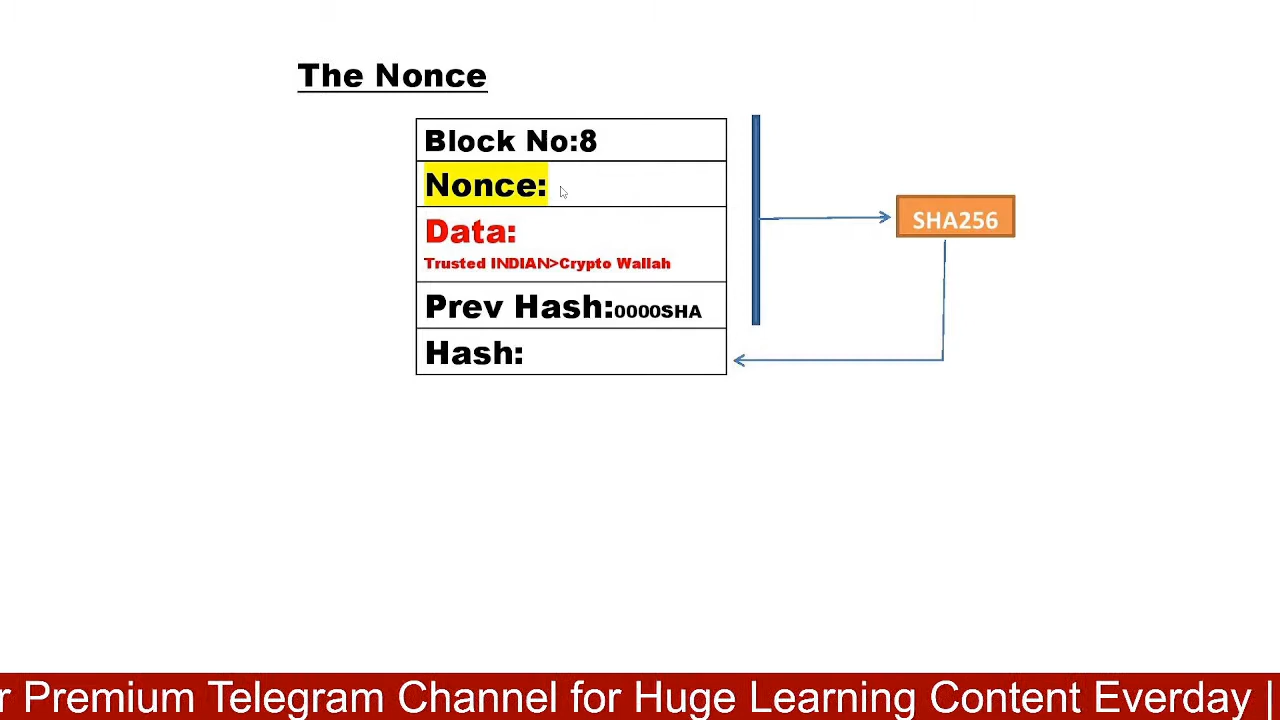 The Nonce
Block No:8
Nonce:
Data:
Trusted INDIAN>Crypto Wallah
Prev Hash:0000SHA
Hash:
SHA256
r Premium Telegram Channel for Huge Learning Content Everday |